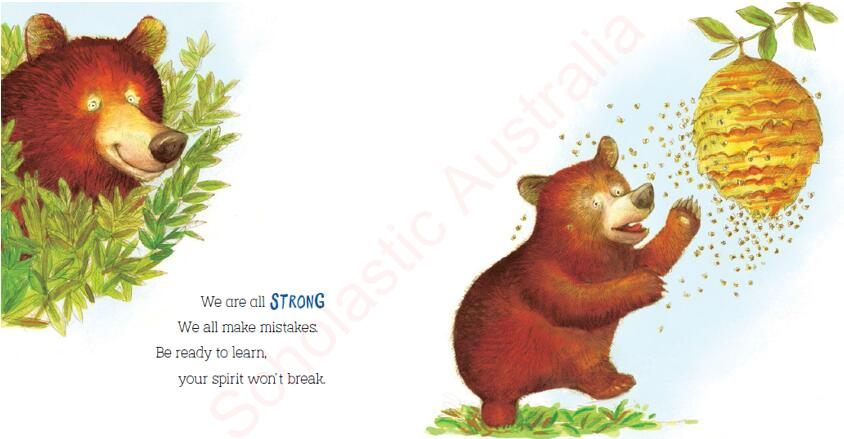 We are all STRONG
We all make mistakes.
Be ready to learn,
your spirit won't break.
Scholastic Australia